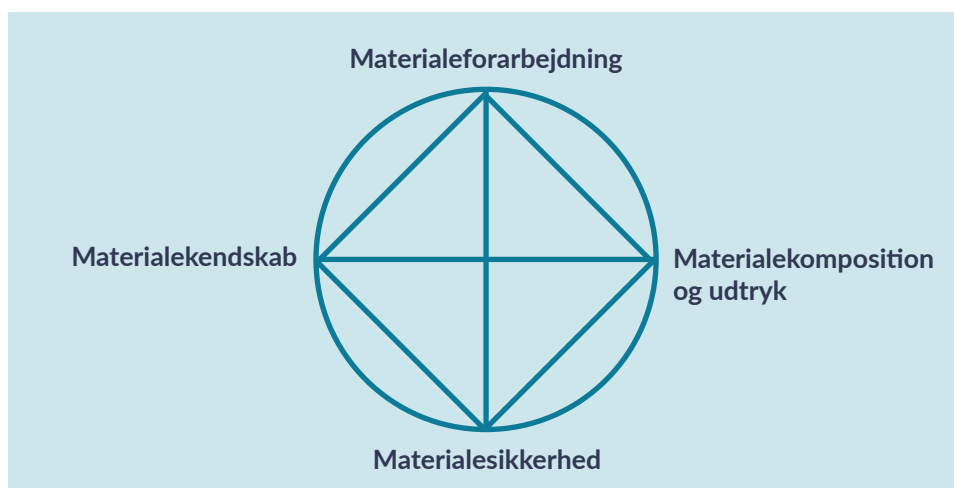 Materialeforarbejdning
Materialekendskab
Materialekomposition
og udtryk
Materialesikkerhed